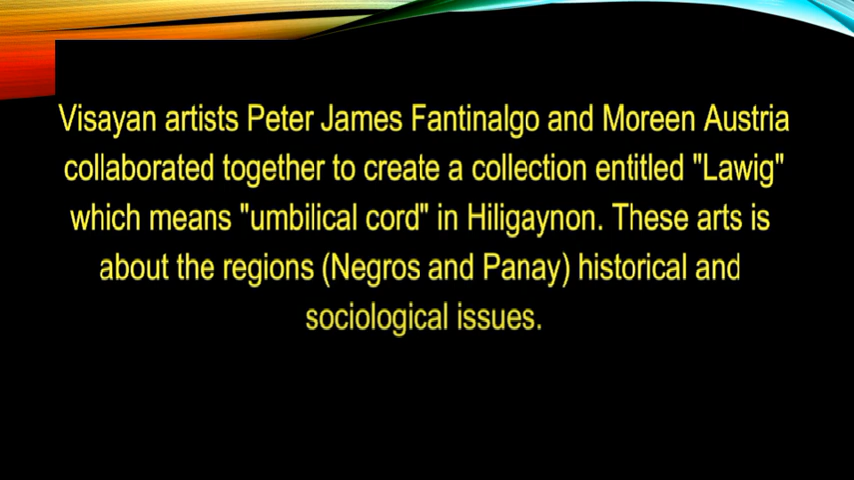 Visayan artists Peter James Fantinalgo and Moreen Austria
collaborated together to create a collection entitled "Lawig"
which means "umbilical cord" in Hiligaynon. These arts is
about the regions (Negros and Panay) historical and
sociological issues.